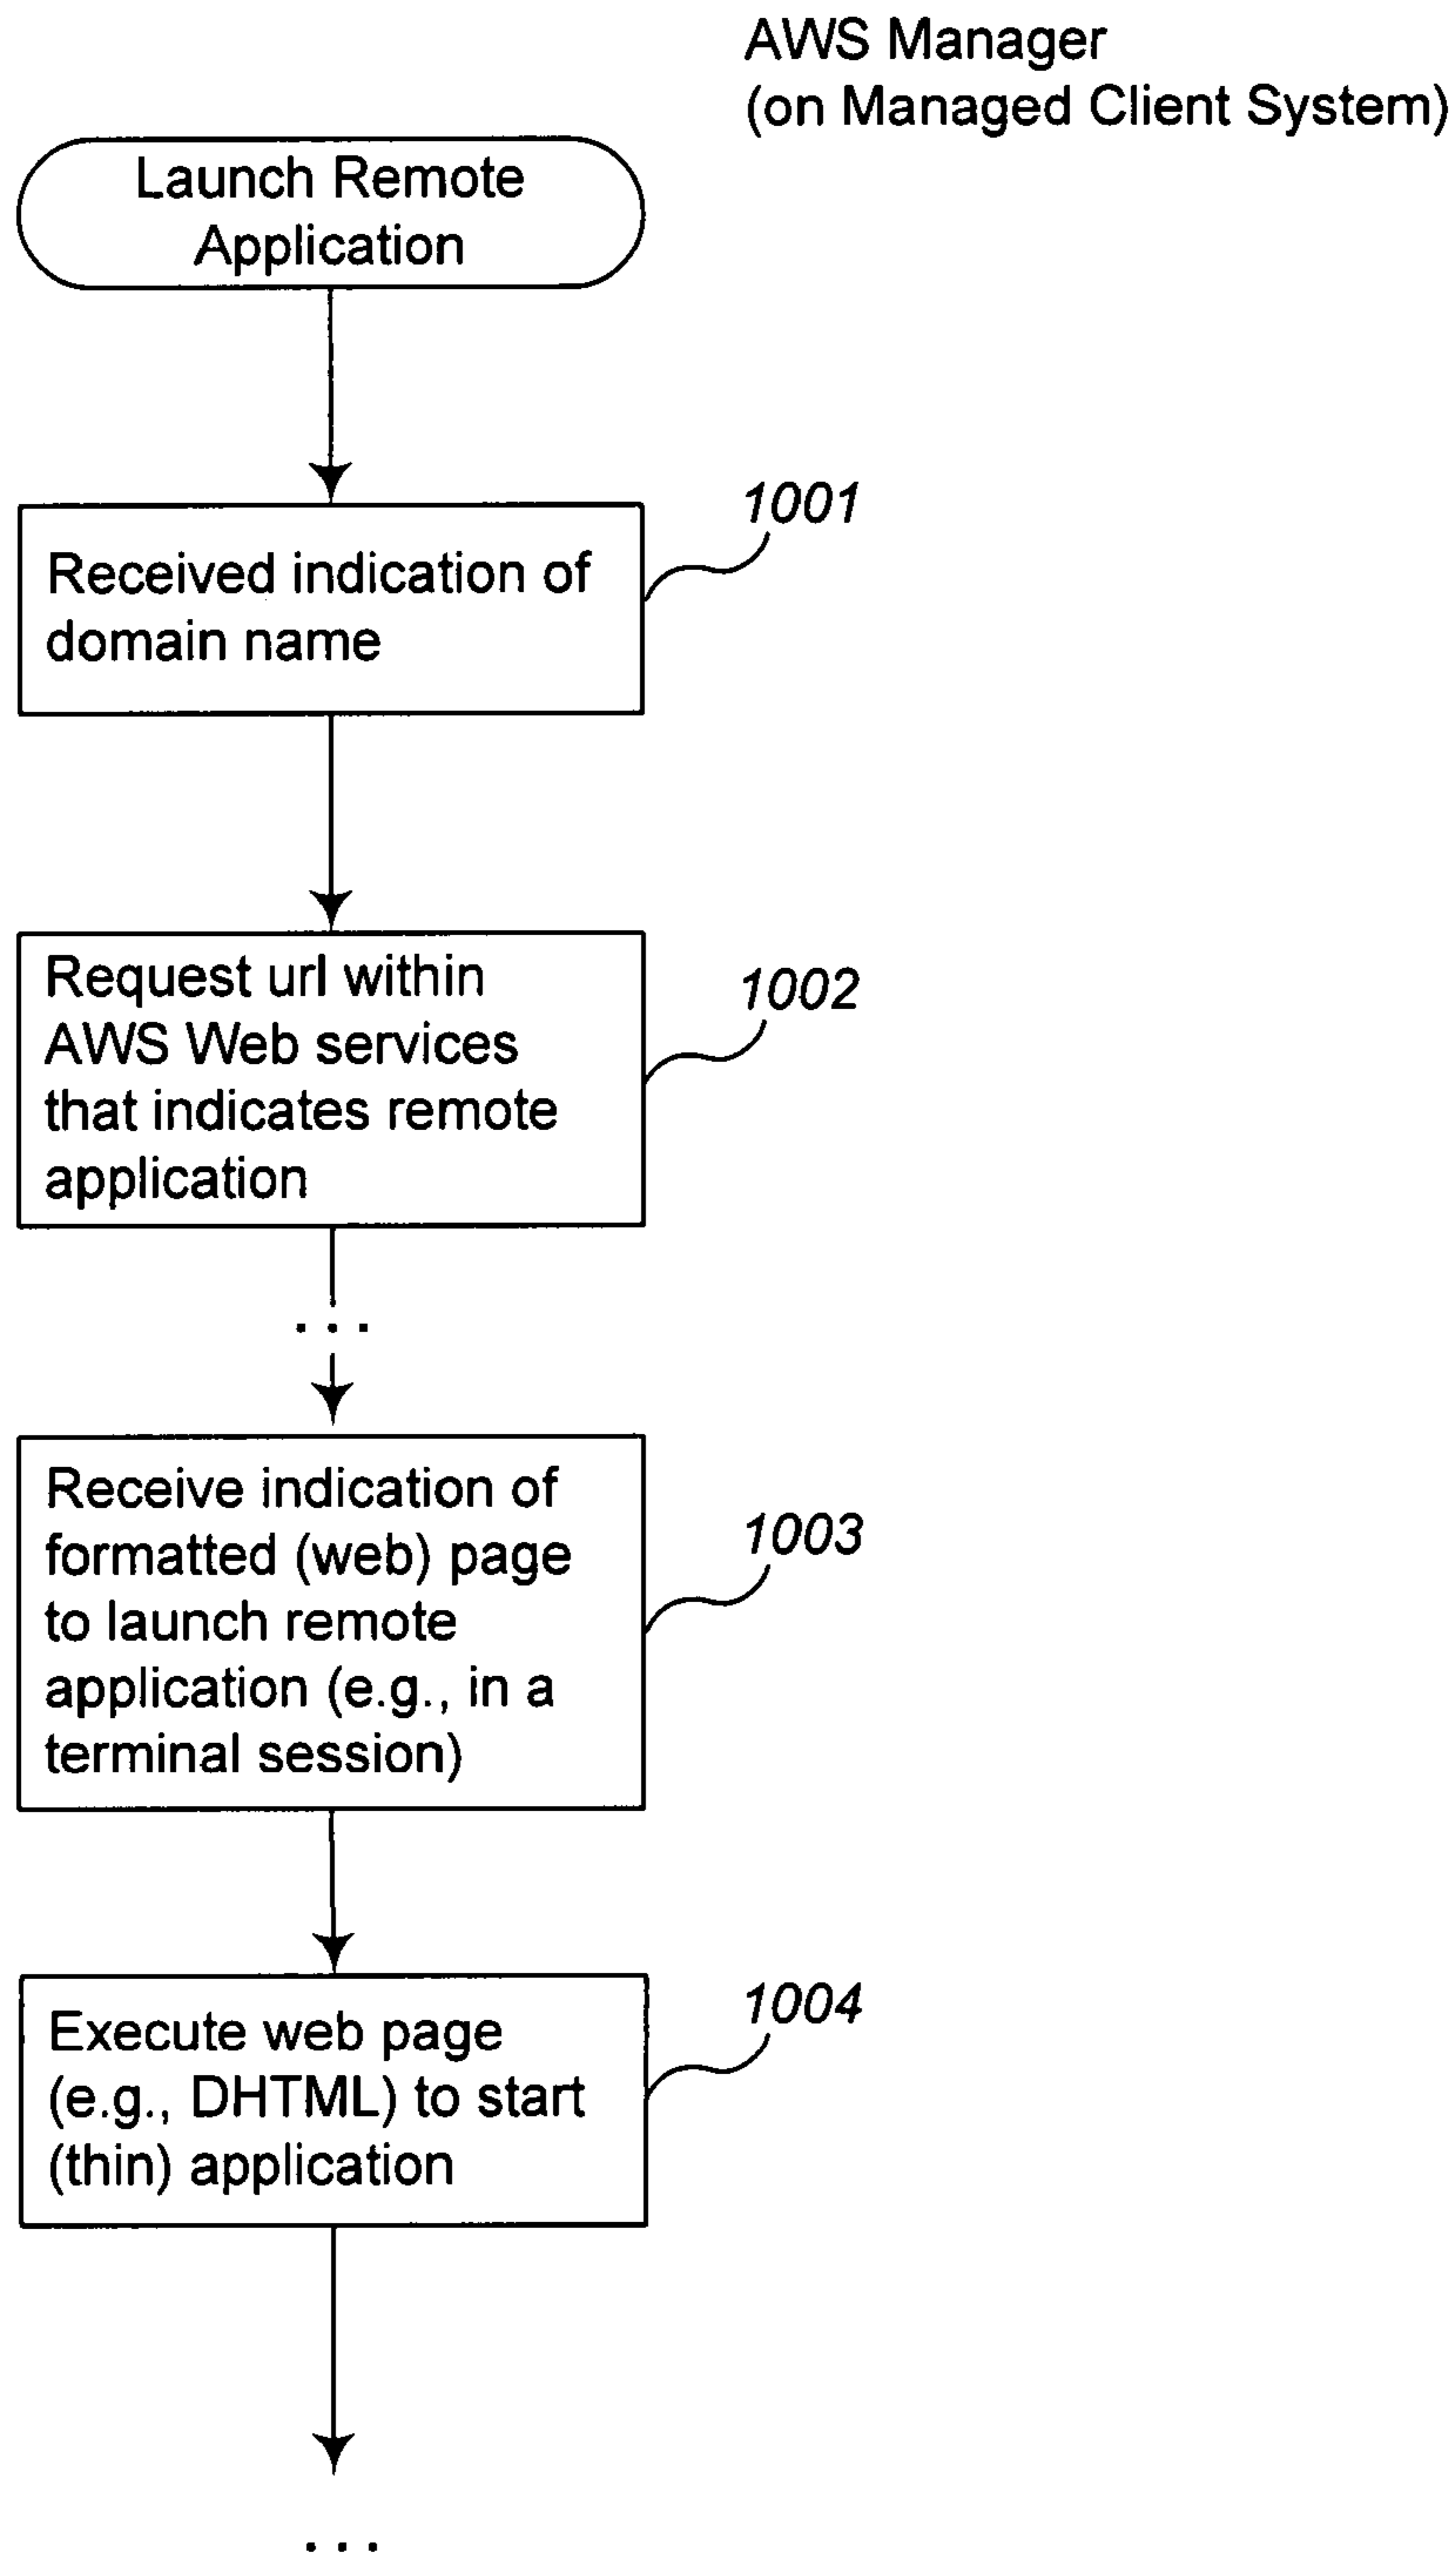 AWS Manager
(on Managed Client System)
Launch Remote
Application
1001
Received indication of
domain name
1002
Request url within
AWS Web services
that indicates remote
application
...
1003
Receive indication of
formatted (web) page
to launch remote
application (e.g., in a
terminal session)
1004
Execute web page
(e.g., DHTML) to start
(thin) application
...